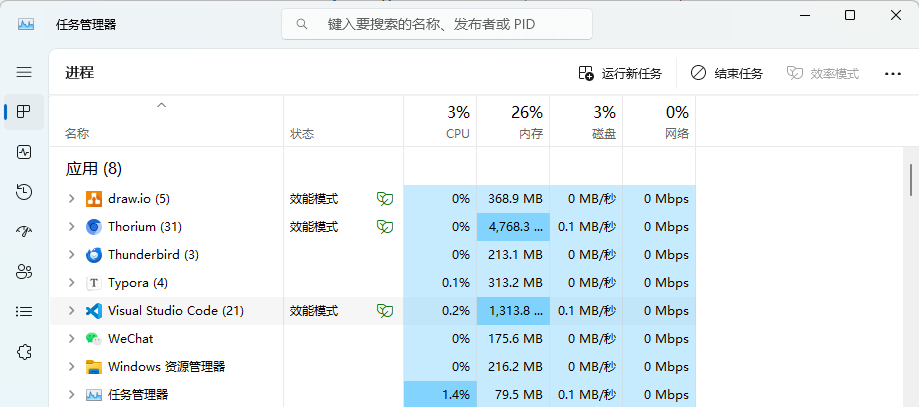 任务管理器
键入要搜索的名称、发布者或 PID
进程
运行新任务
结束任务
效率模式
3% 26% 3% 0%
名称 状态 CPU 内存 磁盘 网络
应用 (8)
draw.io (5) 效能模式 0% 368.9 MB 0 MB/秒 0 Mbps
Thorium (31) 效能模式 0% 4,768.3 ... 0.1 MB/秒 0 Mbps
Thunderbird (3) 0% 213.1 MB 0 MB/秒 0 Mbps
Typora (4) 0.1% 313.2 MB 0 MB/秒 0 Mbps
Visual Studio Code (21) 效能模式 0.2% 1,313.8 ... 0.1 MB/秒 0 Mbps
WeChat 0% 175.6 MB 0 MB/秒 0 Mbps
Windows 资源管理器 0% 216.2 MB 0 MB/秒 0 Mbps
任务管理器 1.4% 79.5 MB 0.1 MB/秒 0 Mbps